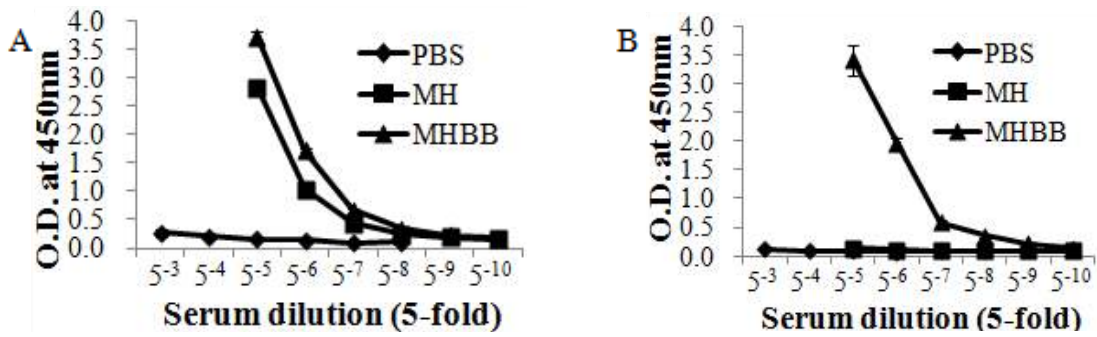 A
O.D. at 450nm
4.0
3.5
3.0
2.5
2.0
1.5
1.0
0.5
0.0
PBS
MH
MHBB
5-3 5-4 5-5 5-6 5-7 5-8 5-9 5-10
Serum dilution (5-fold)
B
O.D. at 450nm
4.0
3.5
3.0
2.5
2.0
1.5
1.0
0.5
0.0
PBS
MH
MHBB
5-3 5-4 5-5 5-6 5-7 5-8 5-9 5-10
Serum dilution (5-fold)